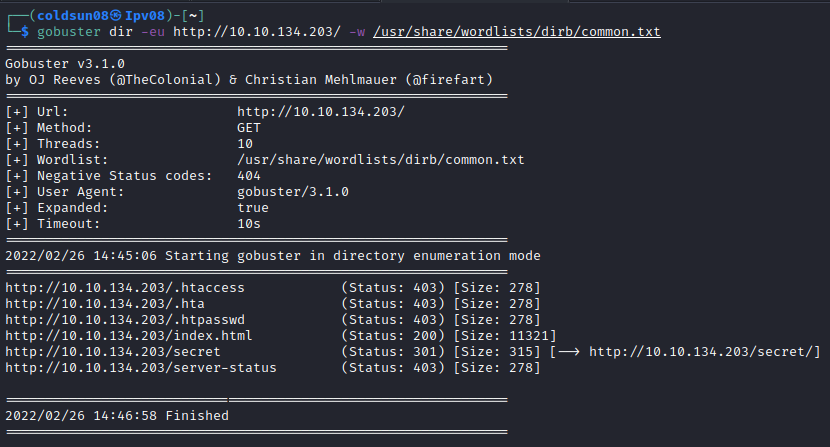 ┌──(coldsun08㉿Ipv08)-[~]
└─$ gobuster dir -eu http://10.10.134.203/ -w /usr/share/wordlists/dirb/common.txt
===============================================================
Gobuster v3.1.0
by OJ Reeves (@TheColonial) & Christian Mehlmauer (@firefart)
===============================================================
[+] Url:                     http://10.10.134.203/
[+] Method:                  GET
[+] Threads:                 10
[+] Wordlist:                /usr/share/wordlists/dirb/common.txt
[+] Negative Status codes:   404
[+] User Agent:              gobuster/3.1.0
[+] Expanded:                true
[+] Timeout:                 10s
===============================================================
2022/02/26 14:45:06 Starting gobuster in directory enumeration mode
===============================================================
http://10.10.134.203/.htaccess            (Status: 403) [Size: 278]
http://10.10.134.203/.hta                 (Status: 403) [Size: 278]
http://10.10.134.203/.htpasswd            (Status: 403) [Size: 278]
http://10.10.134.203/index.html           (Status: 200) [Size: 11321]
http://10.10.134.203/secret               (Status: 301) [Size: 315] [--> http://10.10.134.203/secret/]
http://10.10.134.203/server-status        (Status: 403) [Size: 278]
===============================================================
2022/02/26 14:46:58 Finished
===============================================================